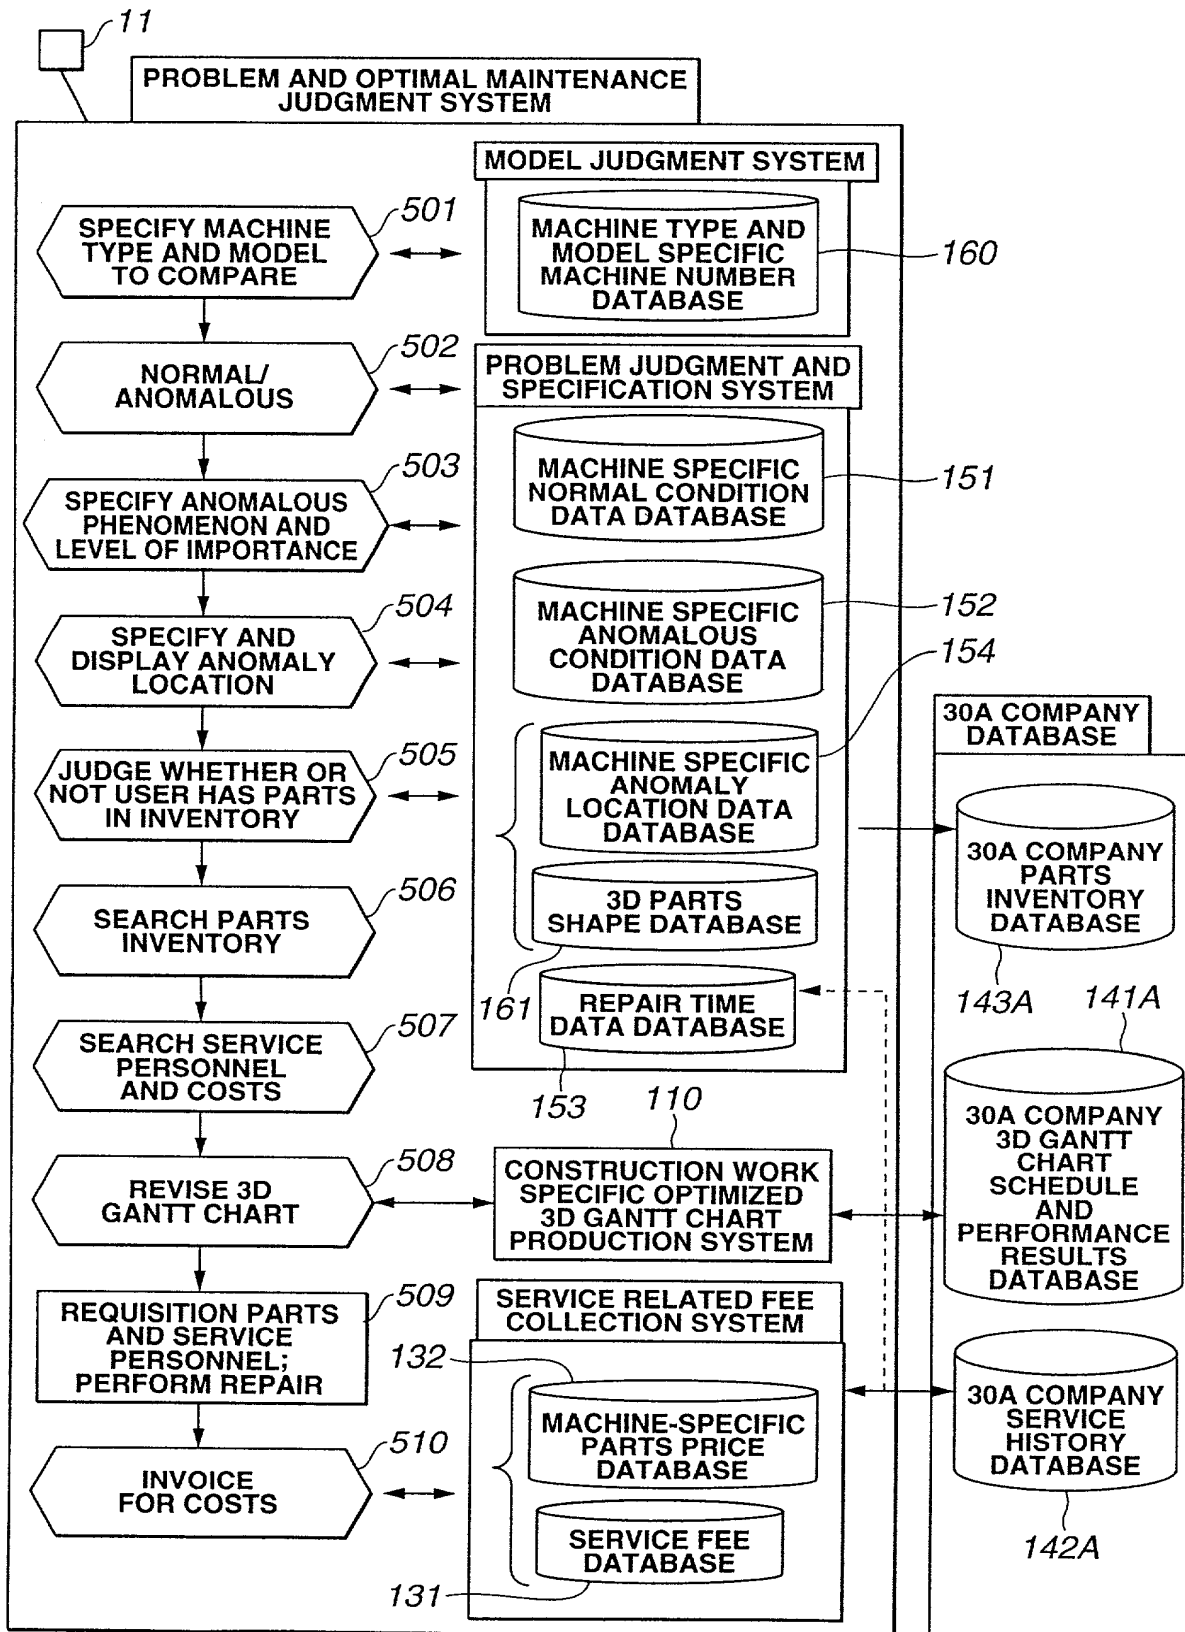 11
PROBLEM AND OPTIMAL MAINTENANCE
JUDGMENT SYSTEM
MODEL JUDGMENT SYSTEM
SPECIFY MACHINE
TYPE AND MODEL
TO COMPARE
501
MACHINE TYPE AND
MODEL SPECIFIC
MACHINE NUMBER
DATABASE
160
NORMAL/
ANOMALOUS
502
PROBLEM JUDGMENT AND
SPECIFICATION SYSTEM
SPECIFY ANOMALOUS
PHENOMENON AND
LEVEL OF IMPORTANCE
503
MACHINE SPECIFIC
NORMAL CONDITION
DATA DATABASE
151
SPECIFY AND
DISPLAY ANOMALY
LOCATION
504
MACHINE SPECIFIC
ANOMALOUS
CONDITION DATA
DATABASE
152
154
JUDGE WHETHER OR
NOT USER HAS PARTS
IN INVENTORY
505
MACHINE SPECIFIC
ANOMALY
LOCATION DATA
DATABASE
30A COMPANY
DATABASE
30A COMPANY
PARTS
INVENTORY
DATABASE
143A
SEARCH PARTS
INVENTORY
506
3D PARTS
SHAPE DATABASE
161
REPAIR TIME
DATA DATABASE
153
SEARCH SERVICE
PERSONNEL
AND COSTS
507
141A
30A COMPANY
3D GANTT
CHART
SCHEDULE
AND
PERFORMANCE
RESULTS
DATABASE
REVISE 3D
GANTT CHART
508
110
CONSTRUCTION WORK
SPECIFIC OPTIMIZED
3D GANTT CHART
PRODUCTION SYSTEM
REQUISITION PARTS
AND SERVICE
PERSONNEL;
PERFORM REPAIR
509
SERVICE RELATED FEE
COLLECTION SYSTEM
132
MACHINE-SPECIFIC
PARTS PRICE
DATABASE
30A COMPANY
SERVICE
HISTORY
DATABASE
142A
INVOICE
FOR COSTS
510
SERVICE FEE
DATABASE
131